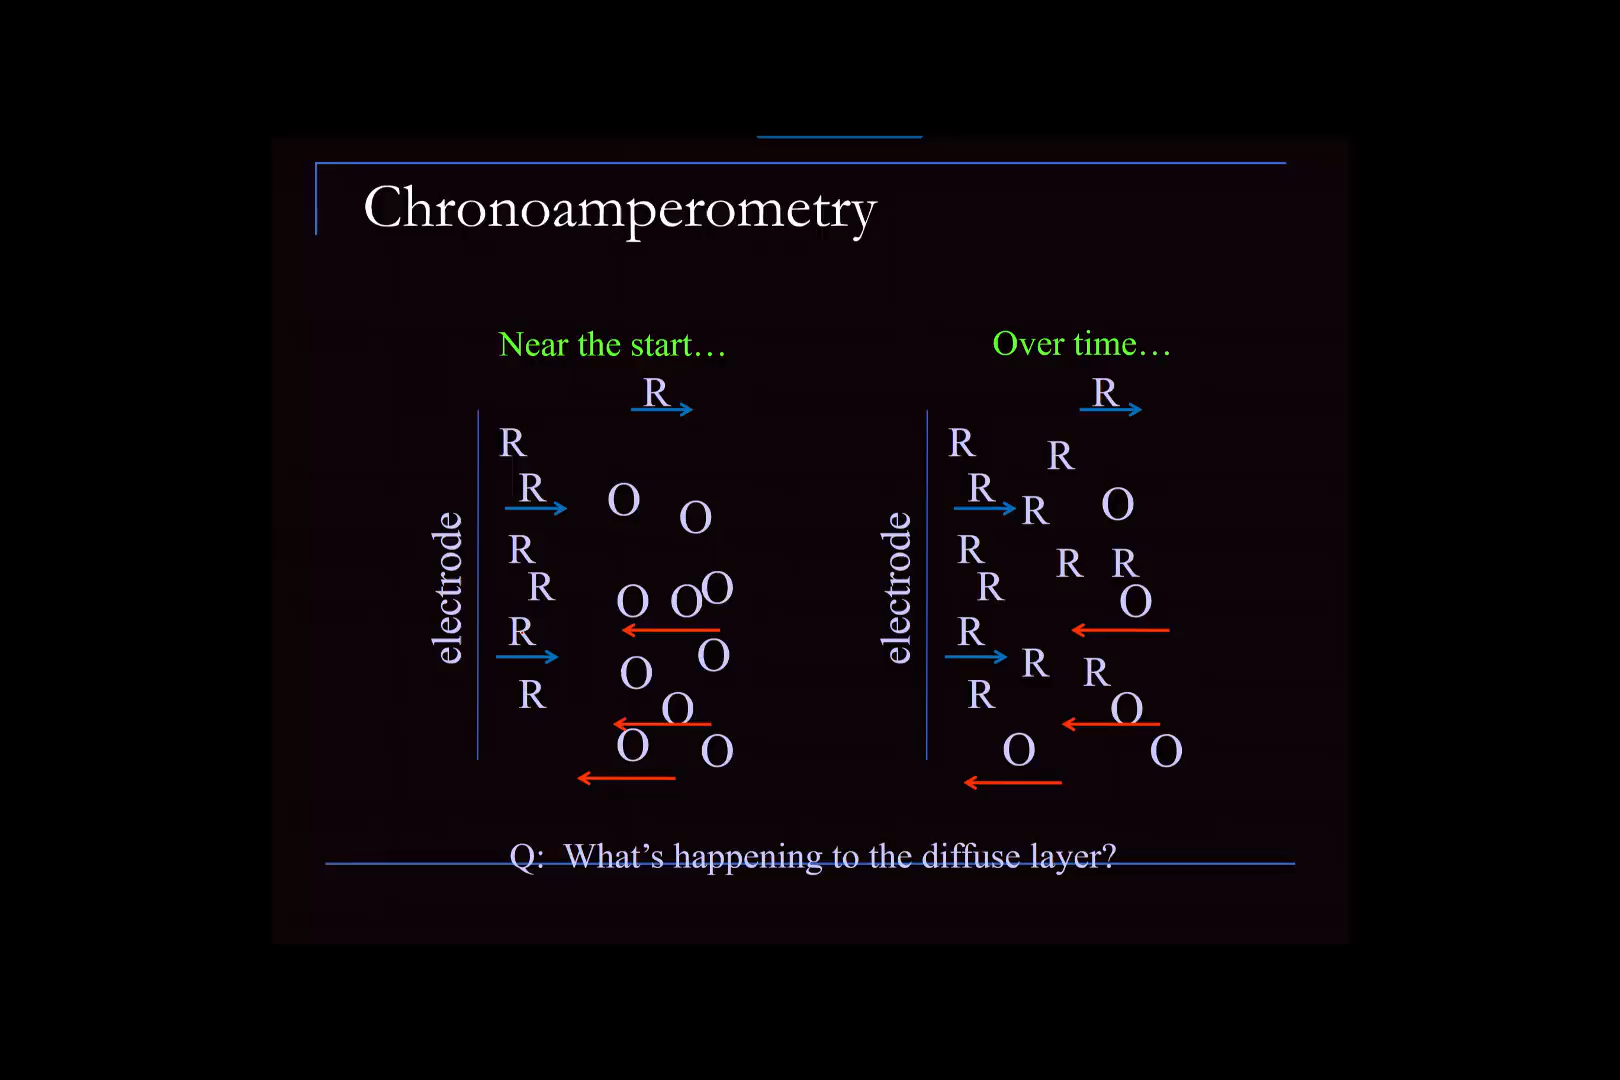 Chronoamperometry
Near the start…
Over time…
R
R
R
R
R
R
R
O
O
O
O
O
O
O
O
O
O
electrode
R
R
R
R
O
R
R
R
R
R
O
R
R
R
R
O
O
O
electrode
Q: What's happening to the diffuse layer?